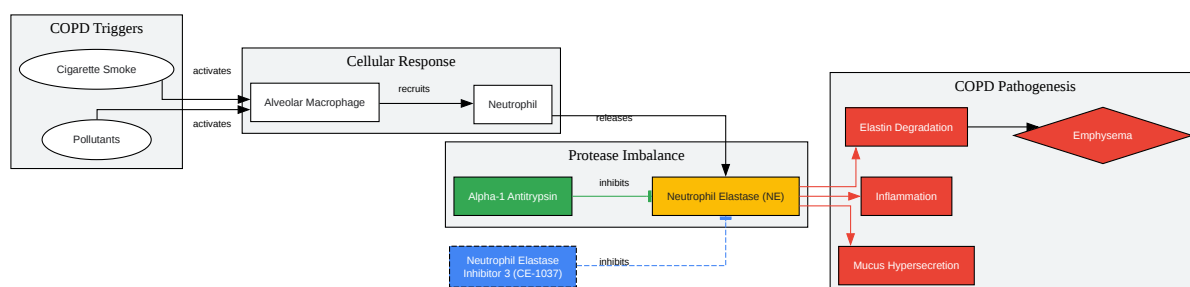 COPD Triggers
Cigarette Smoke
Pollutants
activates
activates
Cellular Response
Alveolar Macrophage
recruits
Neutrophil
releases
Protease Imbalance
Alpha-1 Antitrypsin
inhibits
Neutrophil Elastase (NE)
Neutrophil Elastase
Inhibitor 3 (CE-1037)
inhibits
COPD Pathogenesis
Elastin Degradation
Emphysema
Inflammation
Mucus Hypersecretion